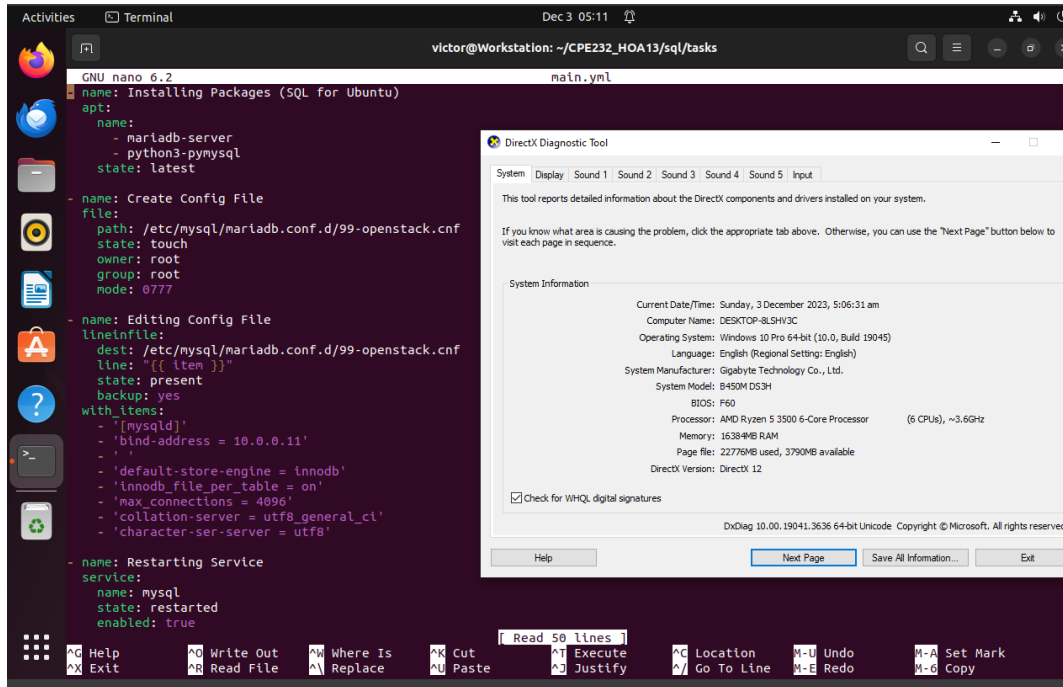 Activities
Terminal
Dec 3 05:11
victor@Workstation: ~/CPE232_HOA13/sql/tasks
GNU nano 6.2 main.yml
- name: Installing Packages (SQL for Ubuntu)
apt:
name:
- mariadb-server
- python3-pymysql
state: latest
- name: Create Config File
file:
path: /etc/mysql/mariadb.conf.d/99-openstack.cnf
state: touch
owner: root
group: root
mode: 0777
- name: Editing Config File
lineinfile:
dest: /etc/mysql/mariadb.conf.d/99-openstack.cnf
line: "{{ item }}"
state: present
backup: yes
with_items:
- '[mysqld]'
- 'bind-address = 10.0.0.11'
- ' '
- 'default-store-engine = innodb'
- 'innodb_file_per_table = on'
- 'max_connections = 4096'
- 'collation-server = utf8_general_ci'
- 'character-ser-server = utf8'
- name: Restarting Service
service:
name: mysql
state: restarted
enabled: true
[ Read 50 lines ]
^G Help ^O Write Out ^W Where Is ^K Cut ^T Execute ^C Location M-U Undo M-A Set Mark
^X Exit ^R Read File ^\ Replace ^U Paste ^J Justify ^/ Go To Line M-E Redo M-6 Copy
DirectX Diagnostic Tool
System Display Sound 1 Sound 2 Sound 3 Sound 4 Sound 5 Input
This tool reports detailed information about the DirectX components and drivers installed on your system.
If you know what area is causing the problem, click the appropriate tab above. Otherwise, you can use the "Next Page" button below to
visit each page in sequence.
System Information
Current Date/Time: Sunday, 3 December 2023, 5:06:31 am
Computer Name: DESKTOP-8LSHV3C
Operating System: Windows 10 Pro 64-bit (10.0, Build 19045)
Language: English (Regional Setting: English)
System Manufacturer: Gigabyte Technology Co., Ltd.
System Model: B450M DS3H
BIOS: F60
Processor: AMD Ryzen 5 3500 6-Core Processor (6 CPUs), ~3.6GHz
Memory: 16384MB RAM
Page file: 22776MB used, 3790MB available
DirectX Version: DirectX 12
Check for WHQL digital signatures
DxDiag 10.00.19041.3636 64-bit Unicode Copyright © Microsoft. All rights reserved
Help Next Page Save All Information... Exit